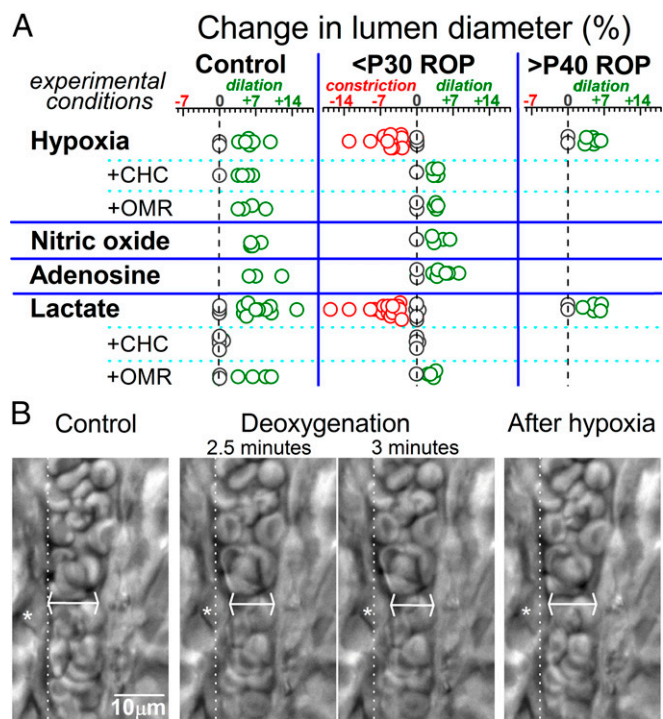 A
Change in lumen diameter (%)
Control <P30 ROP >P40 ROP
experimental conditions
dilation constriction dilation dilation
-7 0 +7 +14 -14 -7 0 +7 +14 -7 0 +7 +14
Hypoxia
+CHC
+OMR
Nitric oxide
Adenosine
Lactate
+CHC
+OMR
B
Control Deoxygenation After hypoxia
2.5 minutes 3 minutes
* * * *
10μm